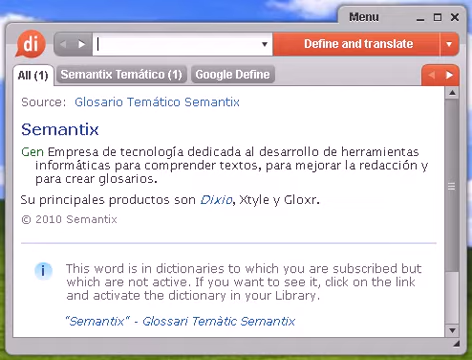 Menu
di
Define and translate
All (1) Semantix Temático (1) Google Define
Source: Glosario Temático Semantix
Semantix
Gen Empresa de tecnología dedicada al desarrollo de herramientas
informáticas para comprender textos, para mejorar la redacción y
para crear glosarios.
Su principales productos son Dixio, Xtyle y Gloxr.
© 2010 Semantix
i
This word is in dictionaries to which you are subscribed but
which are not active. If you want to see it, click on the link
and activate the dictionary in your Library.
"Semantix" - Glossari Temàtic Semantix